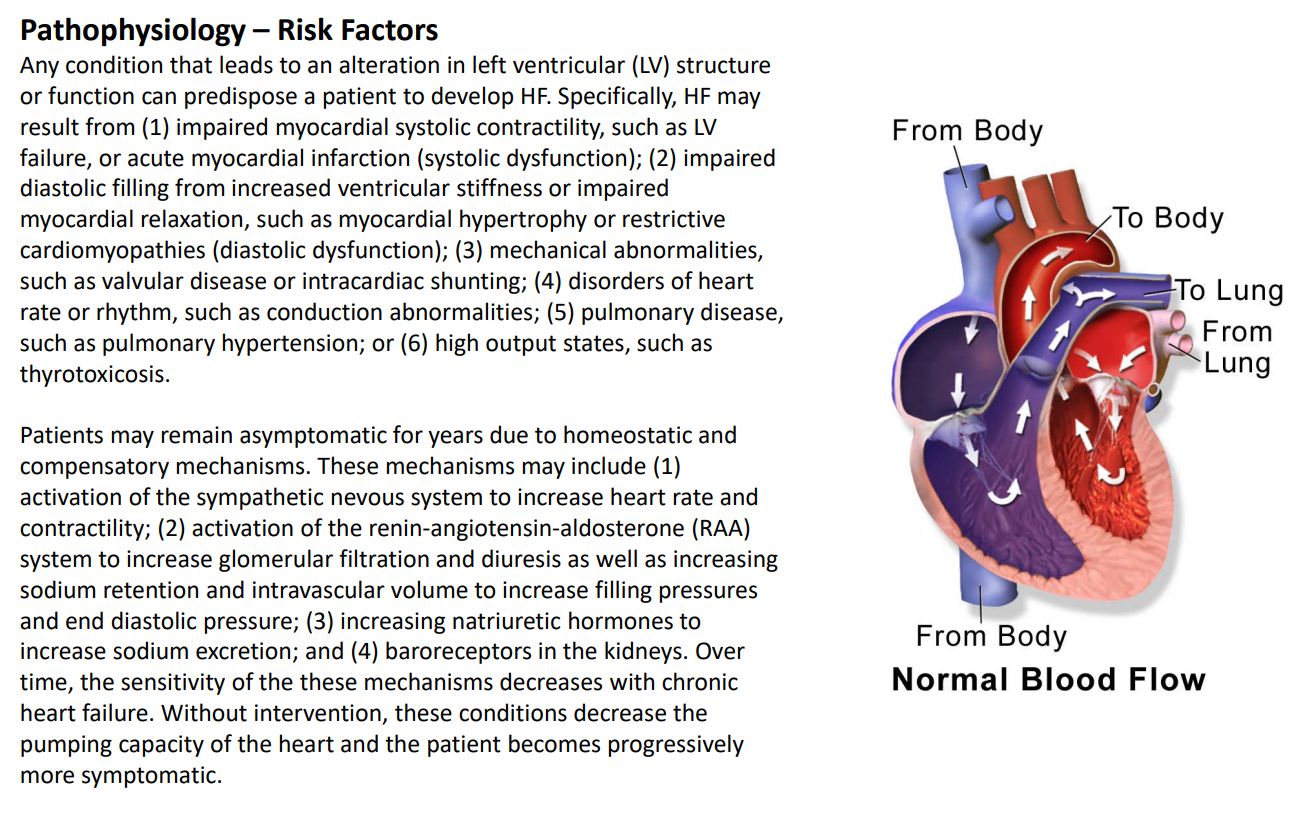 Pathophysiology – Risk Factors
Any condition that leads to an alteration in left ventricular (LV) structure
or function can predispose a patient to develop HF. Specifically, HF may
result from (1) impaired myocardial systolic contractility, such as LV
failure, or acute myocardial infarction (systolic dysfunction); (2) impaired
diastolic filling from increased ventricular stiffness or impaired
myocardial relaxation, such as myocardial hypertrophy or restrictive
cardiomyopathies (diastolic dysfunction); (3) mechanical abnormalities,
such as valvular disease or intracardiac shunting; (4) disorders of heart
rate or rhythm, such as conduction abnormalities; (5) pulmonary disease,
such as pulmonary hypertension; or (6) high output states, such as
thyrotoxicosis.
Patients may remain asymptomatic for years due to homeostatic and
compensatory mechanisms. These mechanisms may include (1)
activation of the sympathetic nevous system to increase heart rate and
contractility; (2) activation of the renin-angiotensin-aldosterone (RAA)
system to increase glomerular filtration and diuresis as well as increasing
sodium retention and intravascular volume to increase filling pressures
and end diastolic pressure; (3) increasing natriuretic hormones to
increase sodium excretion; and (4) baroreceptors in the kidneys. Over
time, the sensitivity of the these mechanisms decreases with chronic
heart failure. Without intervention, these conditions decrease the
pumping capacity of the heart and the patient becomes progressively
more symptomatic.
From Body
To Body
To Lung
From
Lung
From Body
Normal Blood Flow